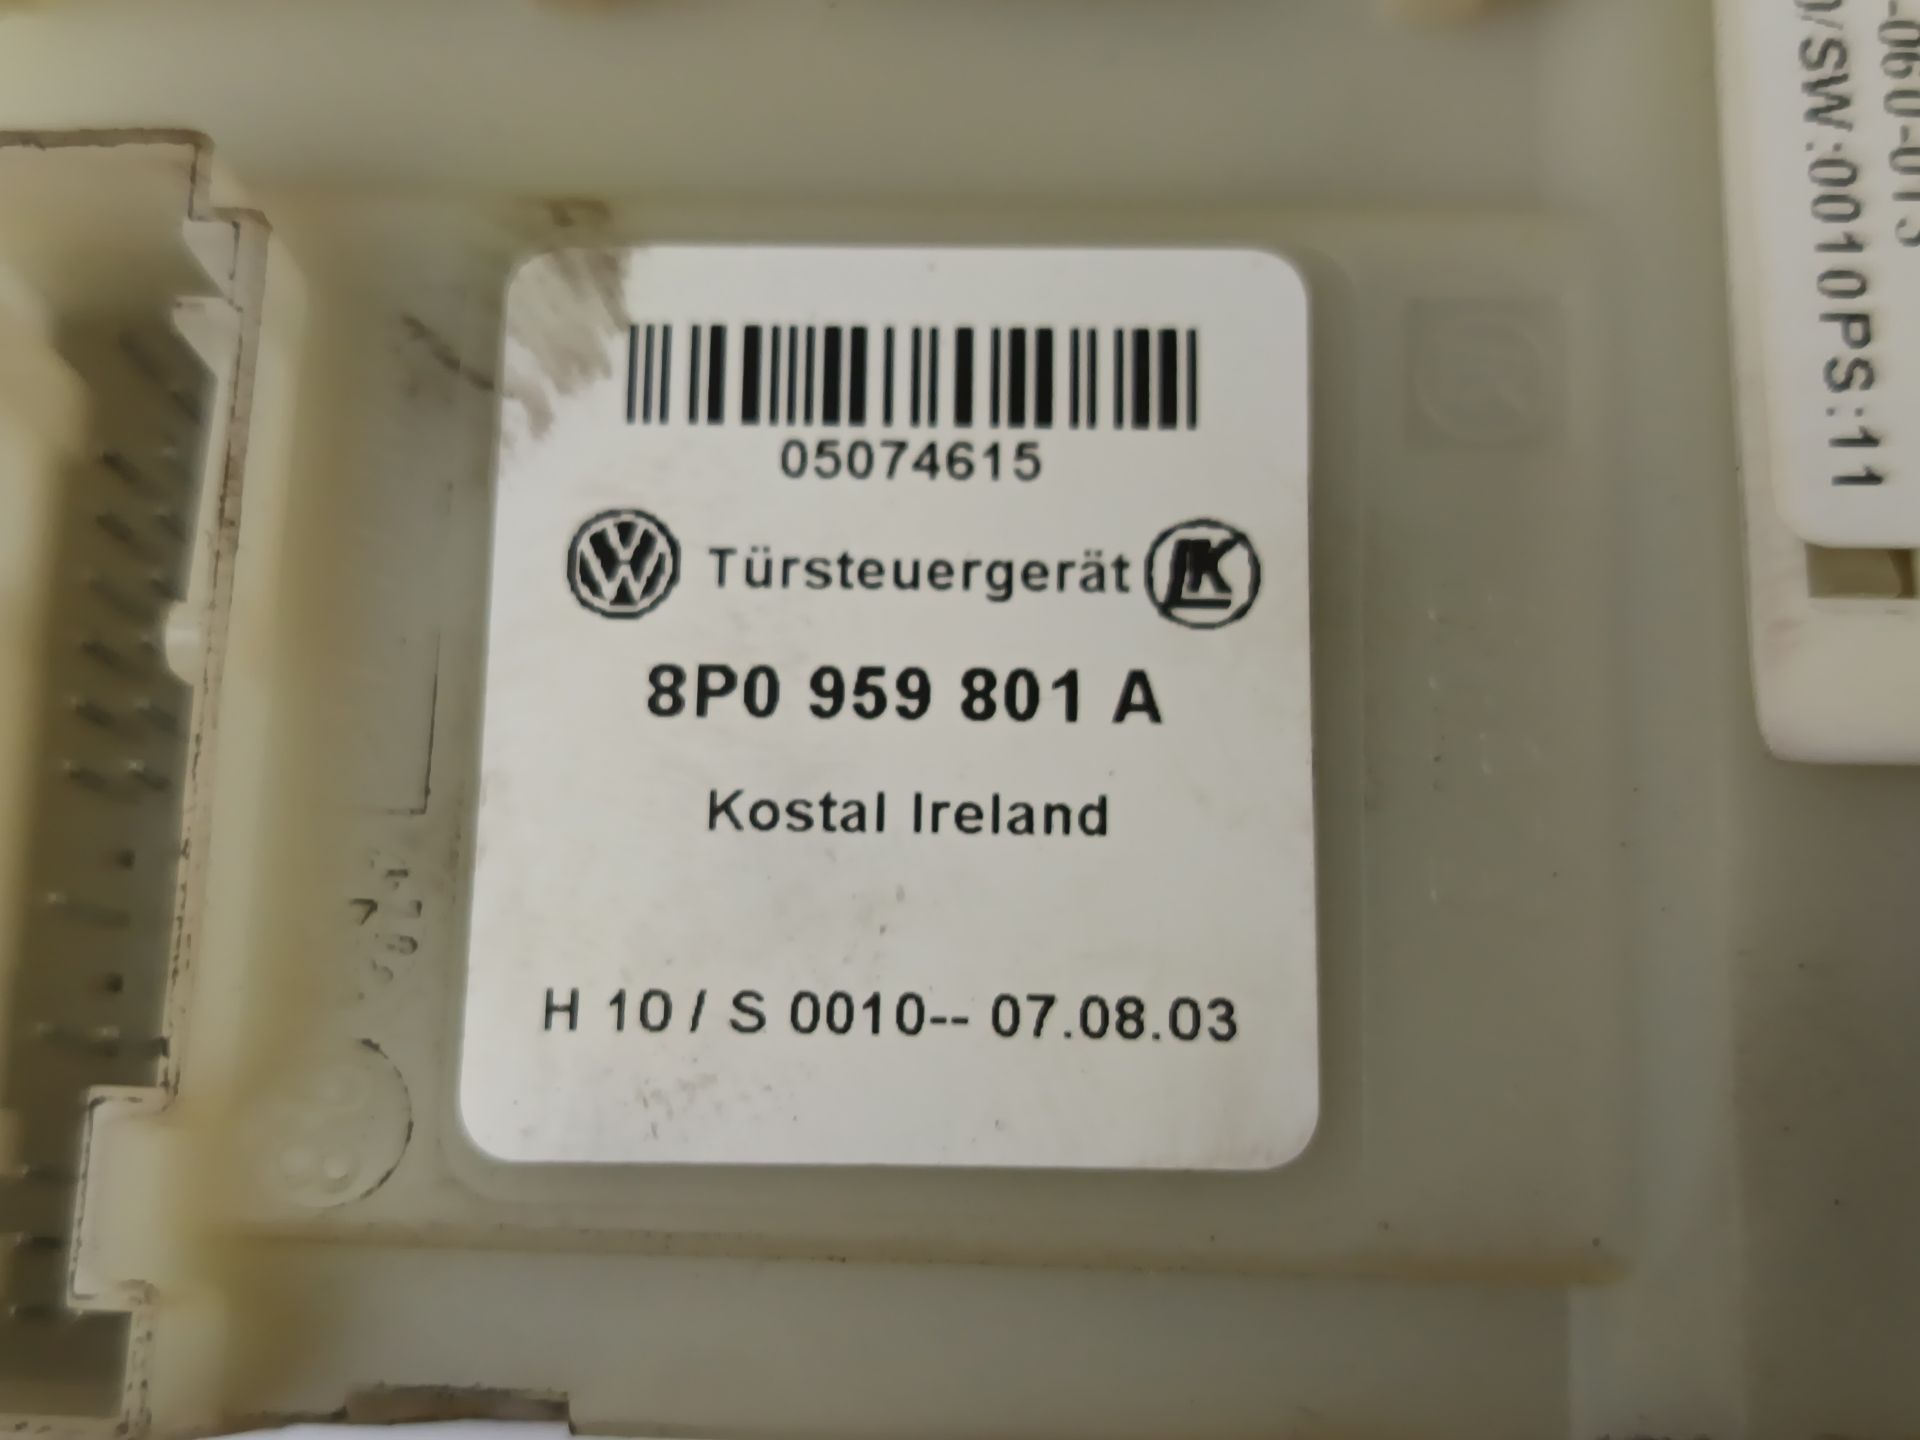 05074615
Türsteuergerät
8P0 959 801 A
Kostal Ireland
H 10 / S 0010-- 07.08.03
/SW:0010PS:11